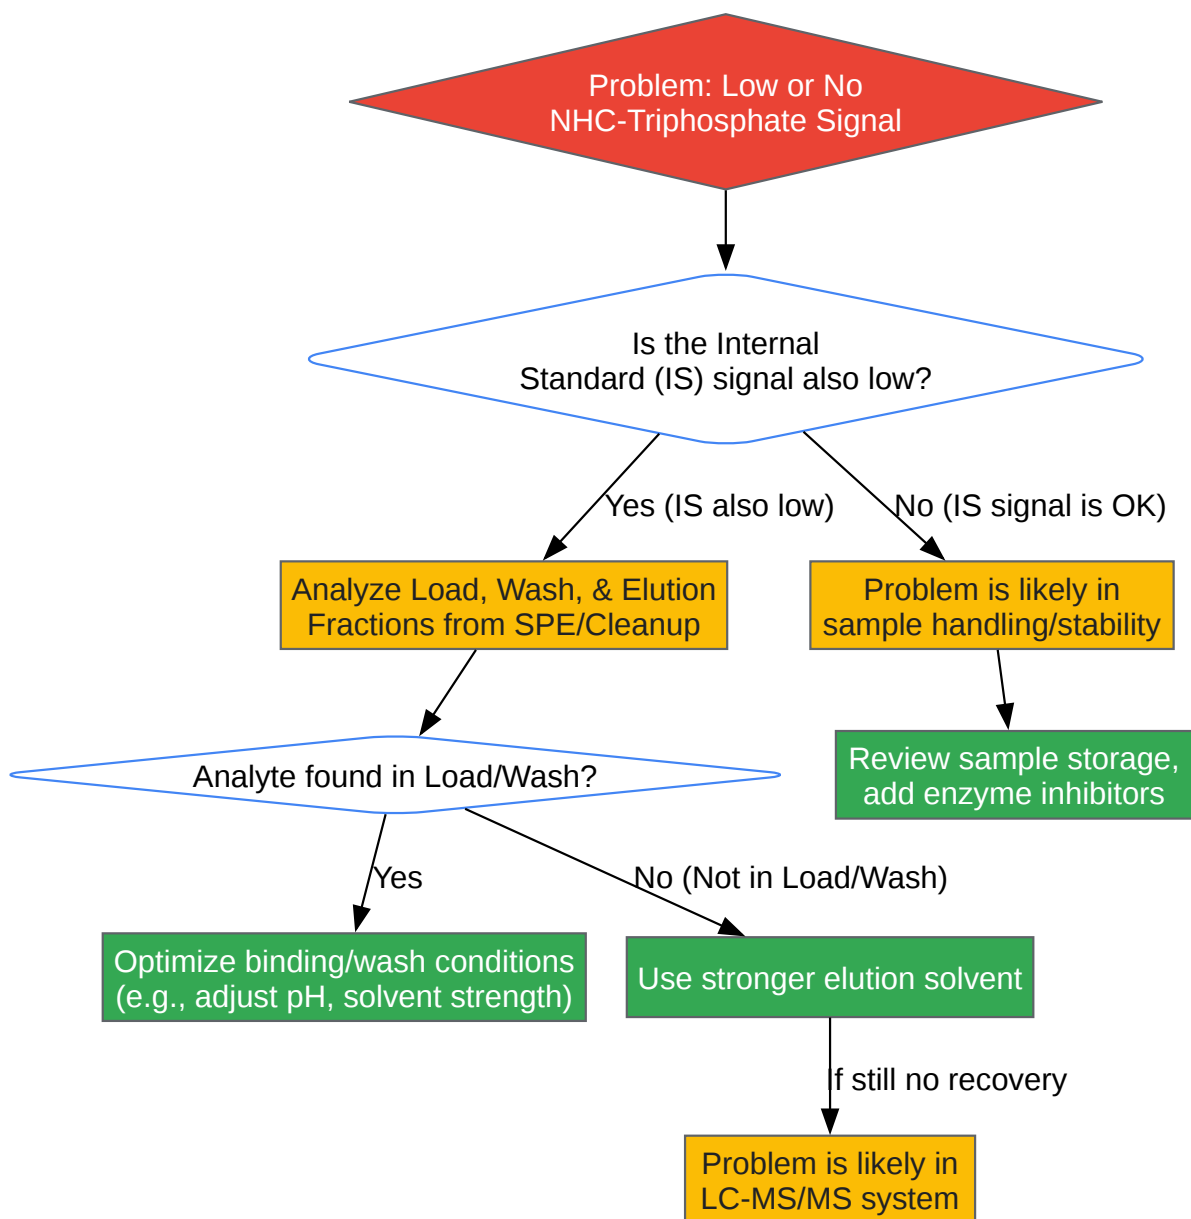 Problem: Low or No
NHC-Triphosphate Signal
Is the Internal
Standard (IS) signal also low?
Yes (IS also low)
No (IS signal is OK)
Analyze Load, Wash, & Elution
Fractions from SPE/Cleanup
Problem is likely in
sample handling/stability
Review sample storage,
add enzyme inhibitors
Analyte found in Load/Wash?
Yes
No (Not in Load/Wash)
Optimize binding/wash conditions
(e.g., adjust pH, solvent strength)
Use stronger elution solvent
If still no recovery
Problem is likely in
LC-MS/MS system